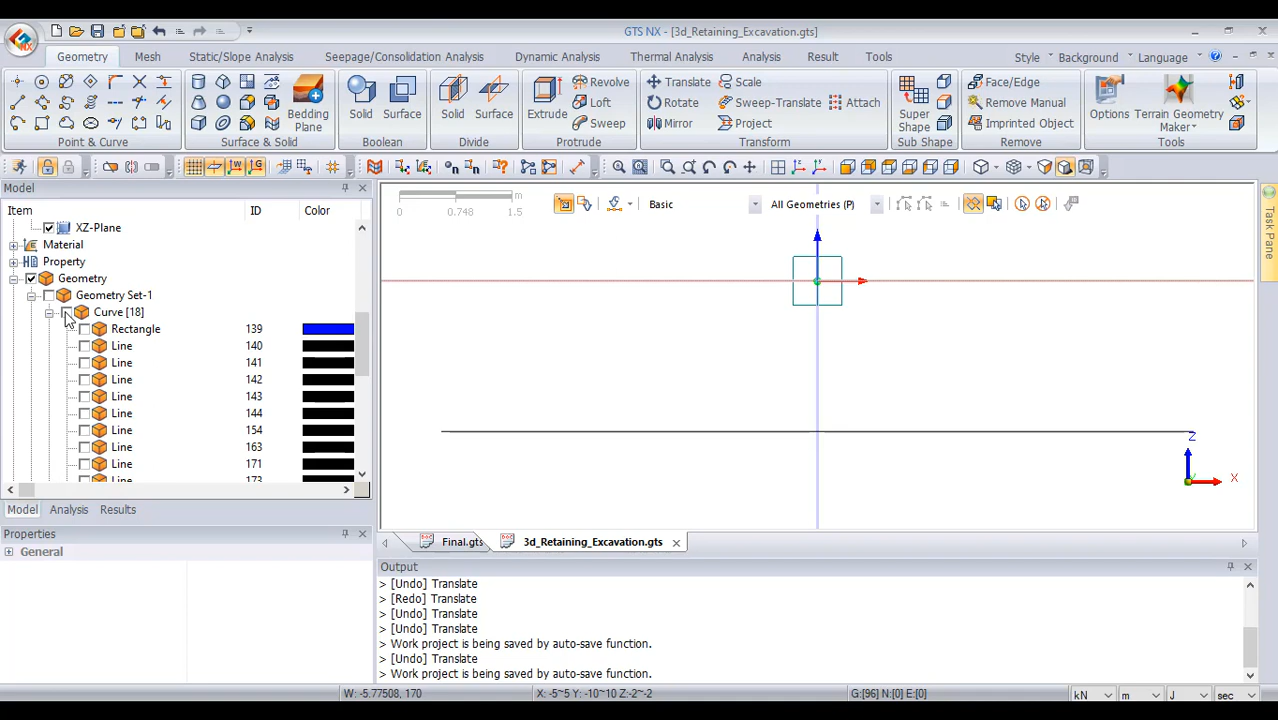 GTS NX - [3d_Retaining_Excavation.gts]
Geometry Mesh Static/Slope Analysis Seepage/Consolidation Analysis Dynamic Analysis Thermal Analysis Analysis Result Tools Style Background Language
Revolve Translate Scale Face/Edge
Loft Rotate Sweep-Translate Attach Remove Manual
Bedding Plane Solid Surface Solid Surface Extrude Sweep Mirror Project Super Shape Imprinted Object Options Terrain Geometry Maker
Point & Curve Surface & Solid Boolean Divide Protrude Transform Sub Shape Remove Tools
Model
Item ID Color
XZ-Plane
Material
Property
Geometry
Geometry Set-1
Curve [18]
Rectangle 139
Line 140
Line 141
Line 142
Line 143
Line 144
Line 154
Line 163
Line 171
Line 173
Model Analysis Results
Properties
General
m
0 0.748 1.5
Basic All Geometries (P)
Task Pane
Z
X
Final.gts 3d_Retaining_Excavation.gts
Output
> [Undo] Translate
> [Redo] Translate
> [Undo] Translate
> [Undo] Translate
> Work project is being saved by auto-save function.
> [Undo] Translate
> Work project is being saved by auto-save function.
W: -5.77508, 170 X: -5~5 Y: -10~10 Z:-2~-2 G:[96] N:[0] E:[0] kN m J sec